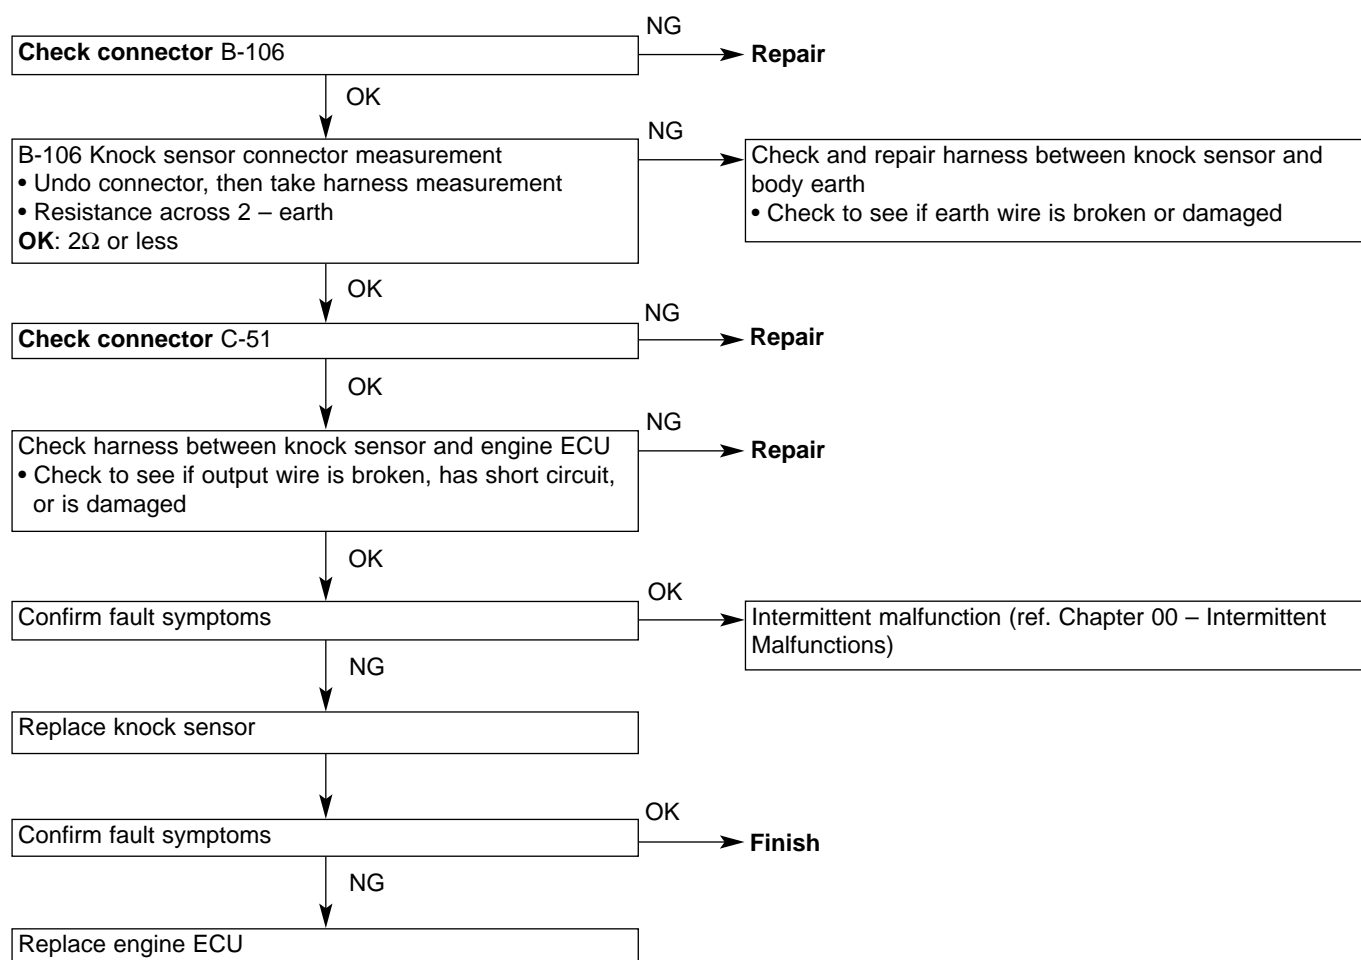 NG
Check connector B-106
Repair
OK
B-106 Knock sensor connector measurement
• Undo connector, then take harness measurement
• Resistance across 2 – earth
OK: 2Ω or less
NG
Check and repair harness between knock sensor and
body earth
• Check to see if earth wire is broken or damaged
OK
Check connector C-51
NG
Repair
OK
Check harness between knock sensor and engine ECU
• Check to see if output wire is broken, has short circuit,
or is damaged
NG
Repair
OK
Confirm fault symptoms
OK
Intermittent malfunction (ref. Chapter 00 – Intermittent
Malfunctions)
NG
Replace knock sensor
Confirm fault symptoms
OK
Finish
NG
Replace engine ECU